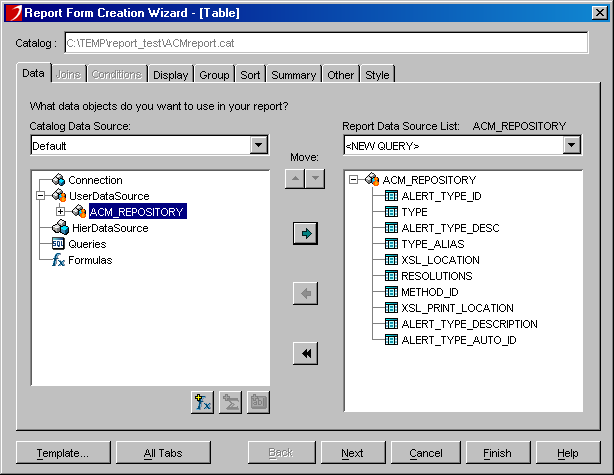 Report Form Creation Wizard - [Table]
Catalog : C:\TEMP\report_test\ACMreport.cat
Data Joins Conditions Display Group Sort Summary Other Style
What data objects do you want to use in your report?
Catalog Data Source:
Default
Connection
UserDataSource
ACM_REPOSITORY
HierDataSource
SQL Queries
fx Formulas
fx
Move:
Report Data Source List: ACM_REPOSITORY
<NEW QUERY>
ACM_REPOSITORY
ALERT_TYPE_ID
TYPE
ALERT_TYPE_DESC
TYPE_ALIAS
XSL_LOCATION
RESOLUTIONS
METHOD_ID
XSL_PRINT_LOCATION
ALERT_TYPE_DESCRIPTION
ALERT_TYPE_AUTO_ID
Template... All Tabs Back Next Cancel Finish Help